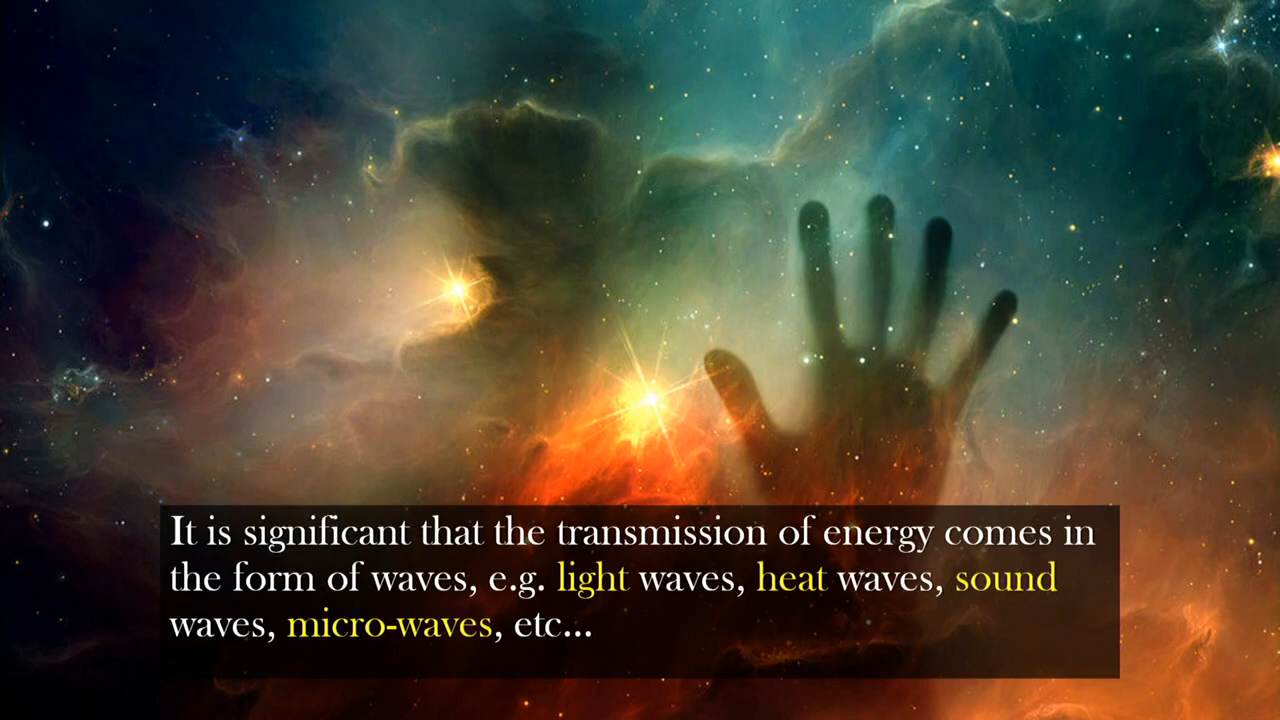 It is significant that the transmission of energy comes in
the form of waves, e.g. light waves, heat waves, sound
waves, micro-waves, etc...